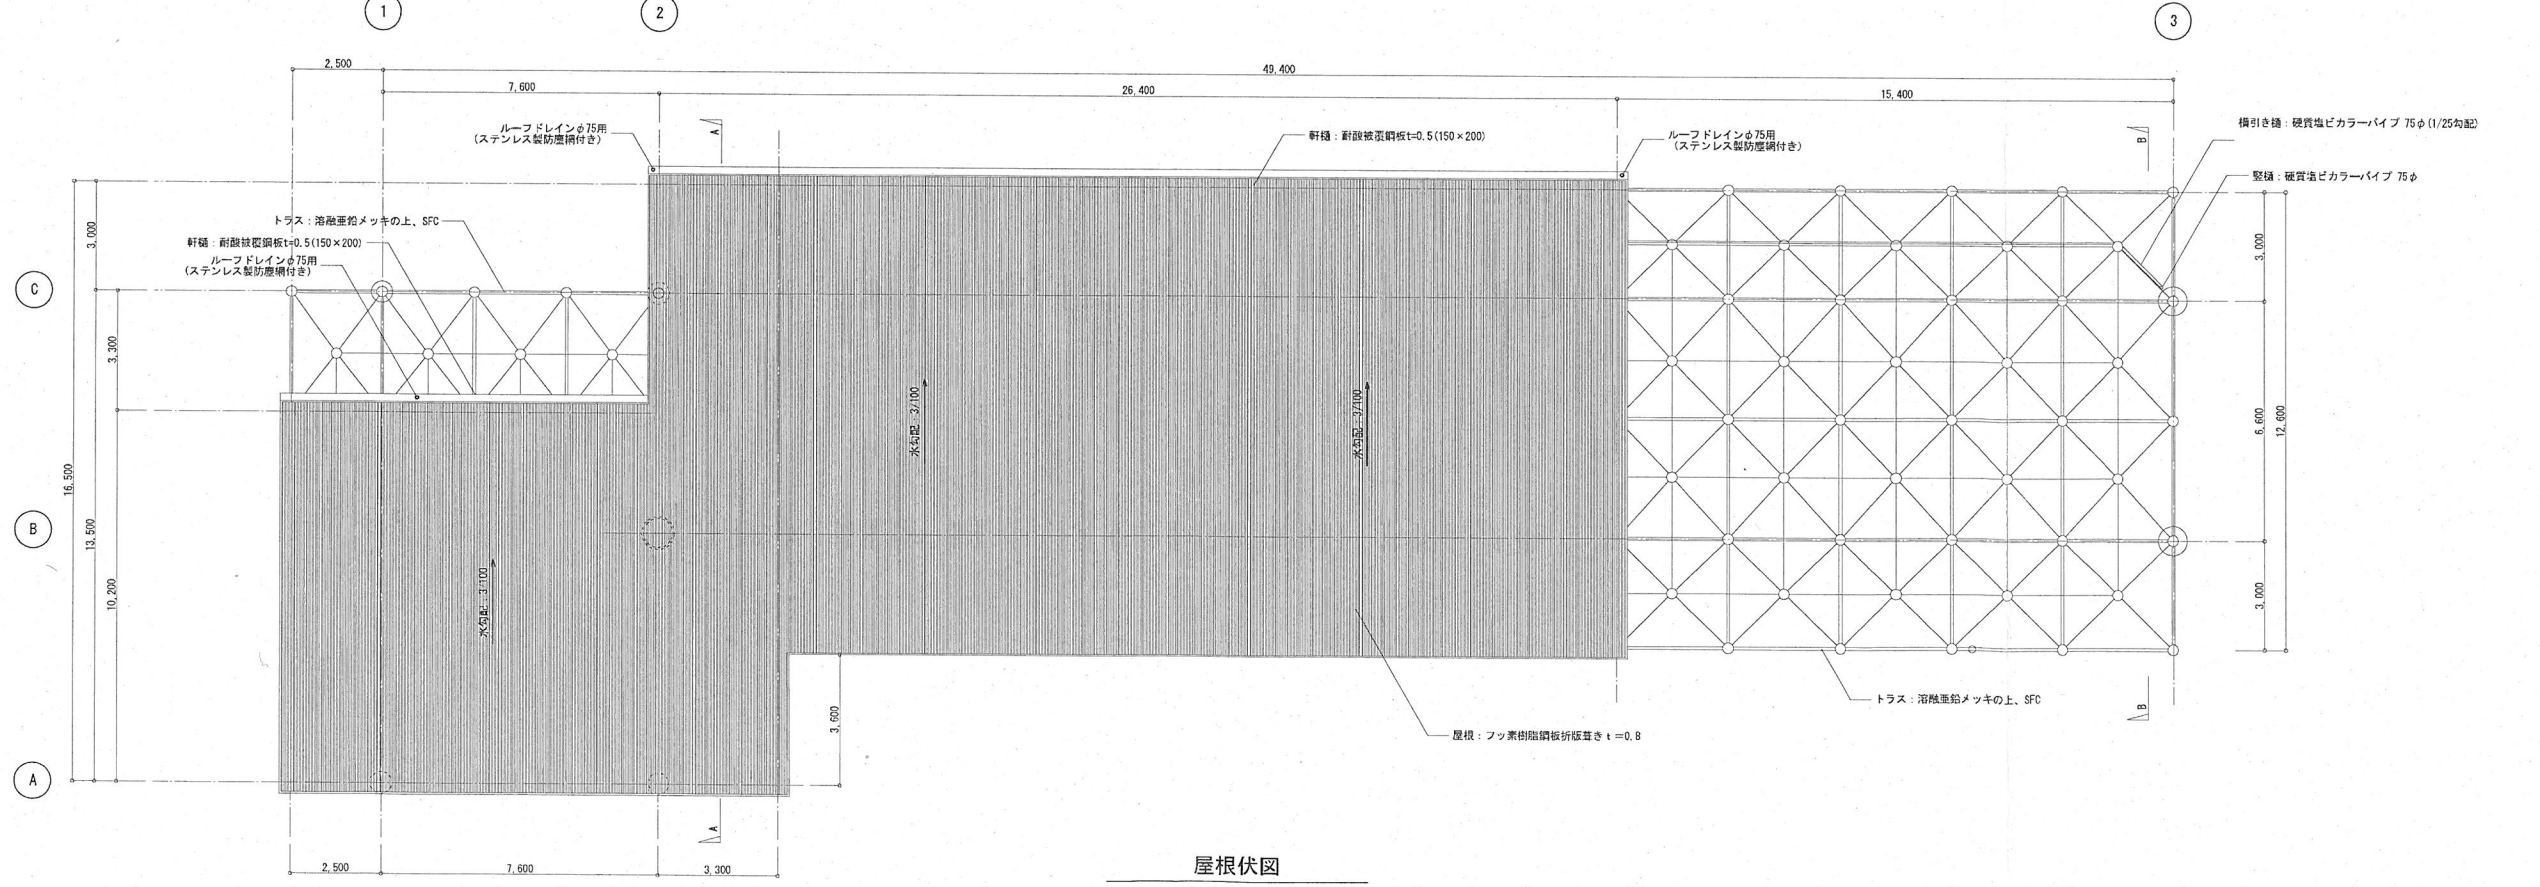 1
2
3
2,500
49,400
7,600
26,400
15,400
ルーフドレインφ75用
(ステンレス製防塵網付き)
A
軒樋：耐酸被覆鋼板t=0.5(150×200)
ルーフドレインφ75用
(ステンレス製防塵網付き)
B
横引き樋：硬質塩ビカラーパイプ 75φ(1/25勾配)
竪樋：硬質塩ビカラーパイプ 75φ
トラス：溶融亜鉛メッキの上、SFC
軒樋：耐酸被覆鋼板t=0.5(150×200)
ルーフドレインφ75用
(ステンレス製防塵網付き)
C
B
A
3,000
3,300
16,500
13,500
10,200
水勾配：3/100
水勾配：3/100
水勾配：3/100
3,000
6,600
12,600
3,000
3,600
トラス：溶融亜鉛メッキの上、SFC
B
屋根：フッ素樹脂鋼板折版葺きｔ＝0.8
A
2,500
7,600
3,300
屋根伏図